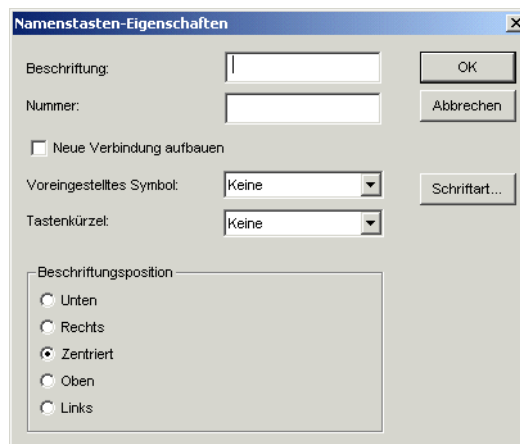 Namenstasten-Eigenschaften
Beschriftung:
OK
Nummer:
Abbrechen
Neue Verbindung aufbauen
Voreingestelltes Symbol: Keine
Schriftart...
Tastenkürzel: Keine
Beschriftungsposition
Unten
Rechts
Zentriert
Oben
Links